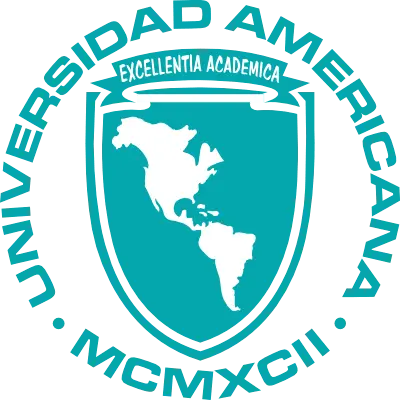 UNIVERSIDAD AMERICANA
EXCELLENTIA ACADEMICA
• MCMXCII •